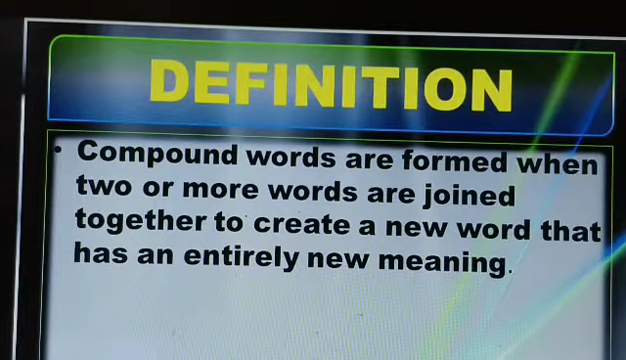 DEFINITION
• Compound words are formed when
two or more words are joined
together to create a new word that
has an entirely new meaning.